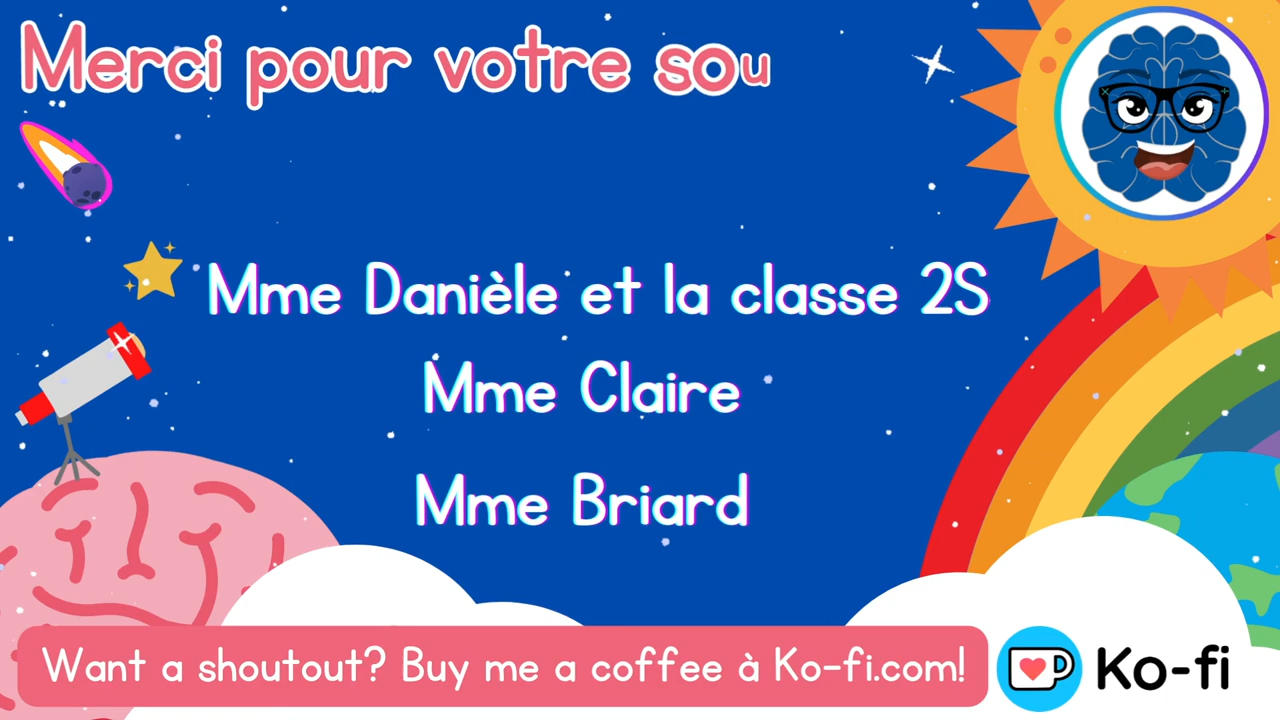 Merci pour votre sou
Mme Danièle et la classe 2S
Mme Claire
Mme Briard
Want a shoutout? Buy me a coffee à Ko-fi.com!
Ko-fi